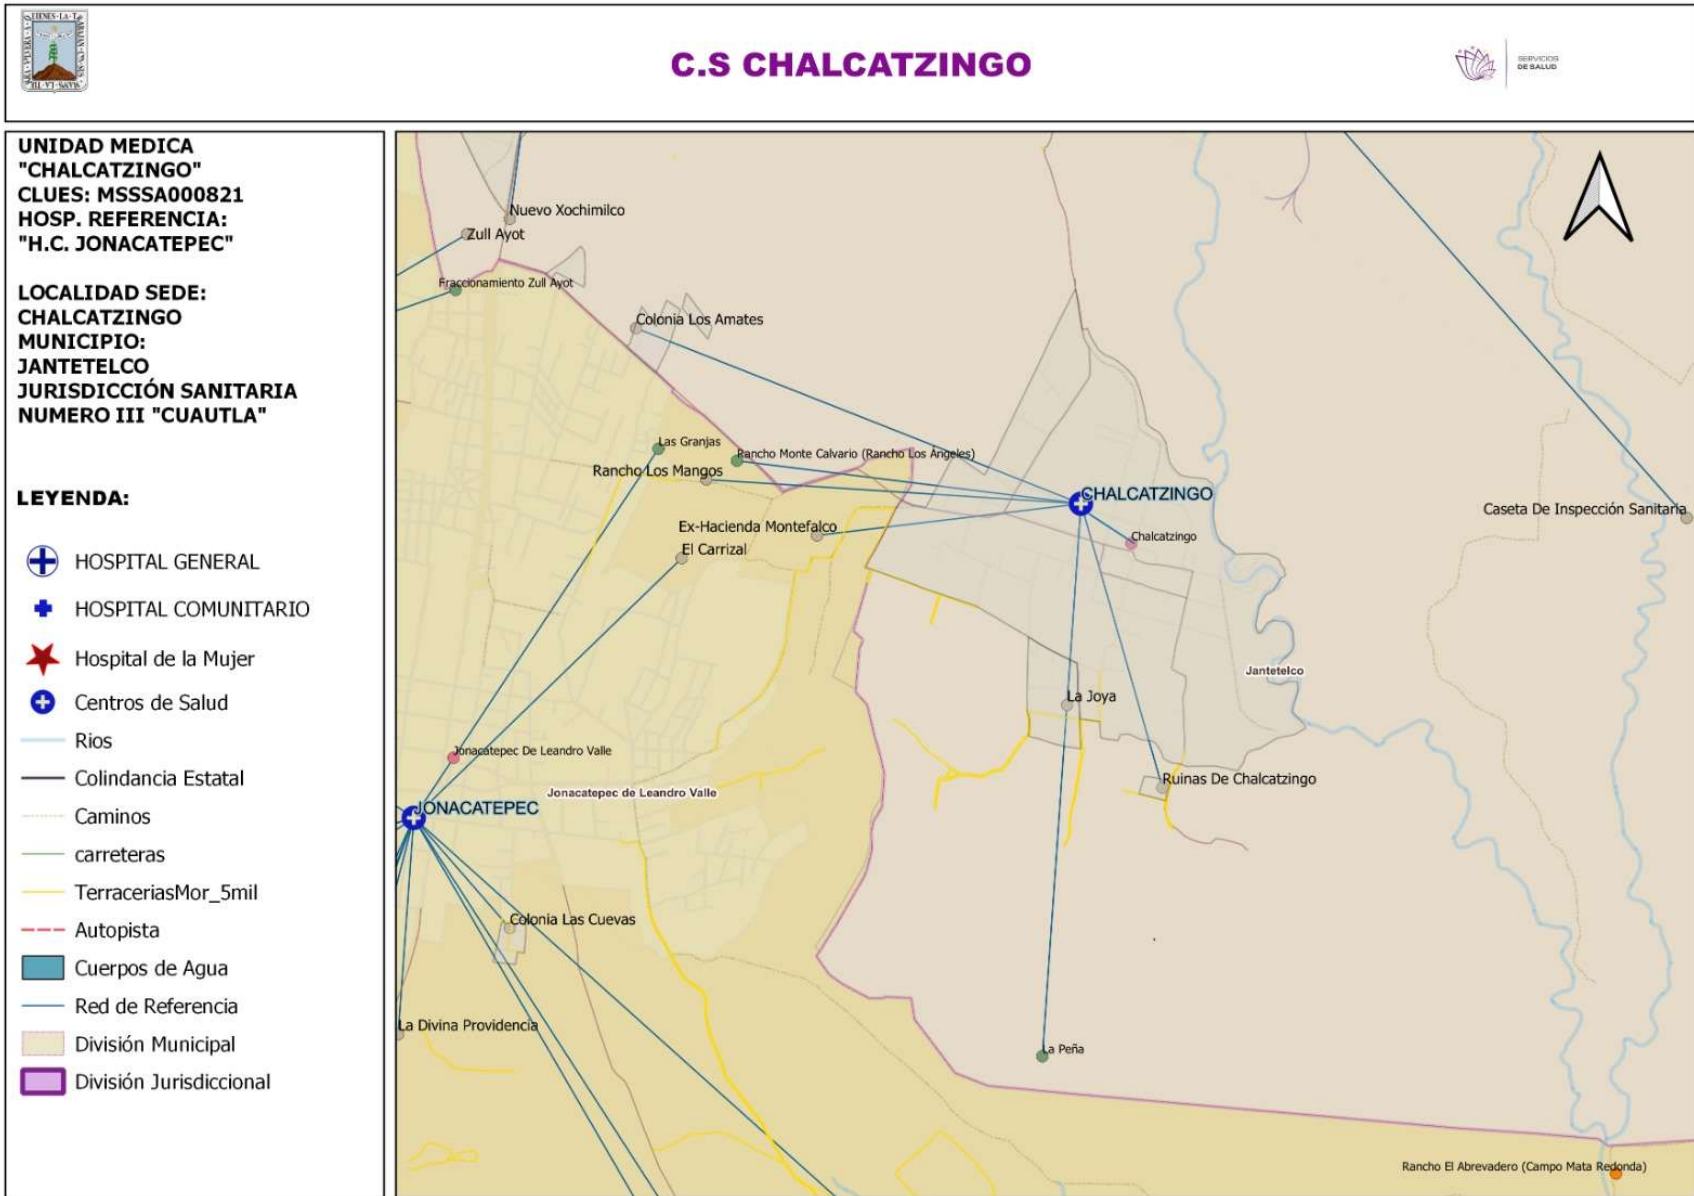 C.S CHALCATZINGO
SERVICIOS
DE SALUD
UNIDAD MEDICA
"CHALCATZINGO"
CLUES: MSSSA000821
HOSP. REFERENCIA:
"H.C. JONACATEPEC"
LOCALIDAD SEDE:
CHALCATZINGO
MUNICIPIO:
JANTETELCO
JURISDICCIÓN SANITARIA
NUMERO III "CUAUTLA"
LEYENDA:
HOSPITAL GENERAL
HOSPITAL COMUNITARIO
Hospital de la Mujer
Centros de Salud
Rios
Colindancia Estatal
Caminos
carreteras
TerraceriasMor_5mil
Autopista
Cuerpos de Agua
Red de Referencia
División Municipal
División Jurisdiccional
Nuevo Xochimilco
Zull Ayot
Fraccionamiento Zull Ayot
Colonia Los Amates
Las Granjas
Rancho Monte Calvario (Rancho Los Ángeles)
Rancho Los Mangos
CHALCATZINGO
Caseta De Inspección Sanitaria
Ex-Hacienda Montefalco
Chalcatzingo
El Carrizal
Jantetelco
La Joya
Jonacatepec De Leandro Valle
Ruinas De Chalcatzingo
Jonacatepec de Leandro Valle
JONACATEPEC
Colonia Las Cuevas
La Divina Providencia
La Peña
Rancho El Abrevadero (Campo Mata Redonda)